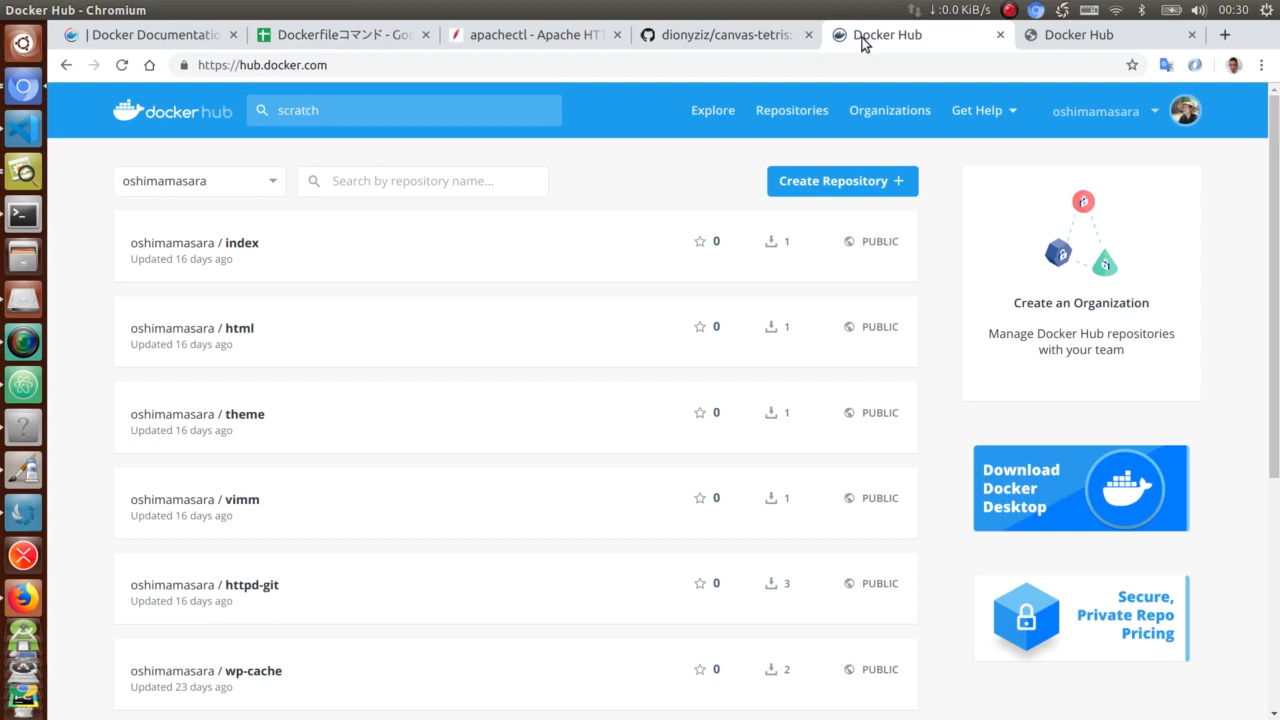 Docker Hub - Chromium
↓:0.0 KiB/s
00:30
| Docker Documentatio
Dockerfileコマンド - Goo
apachectl - Apache HTT
dionyziz/canvas-tetris:
Docker Hub
Docker Hub
https://hub.docker.com
docker hub
scratch
Explore
Repositories
Organizations
Get Help
oshimamasara
oshimamasara
Search by repository name...
Create Repository +
oshimamasara / index
Updated 16 days ago
0
1
PUBLIC
oshimamasara / html
Updated 16 days ago
0
1
PUBLIC
oshimamasara / theme
Updated 16 days ago
0
1
PUBLIC
oshimamasara / vimm
Updated 16 days ago
0
1
PUBLIC
oshimamasara / httpd-git
Updated 16 days ago
0
3
PUBLIC
oshimamasara / wp-cache
Updated 23 days ago
0
2
PUBLIC
Create an Organization
Manage Docker Hub repositories
with your team
Download
Docker
Desktop
Secure,
Private Repo
Pricing